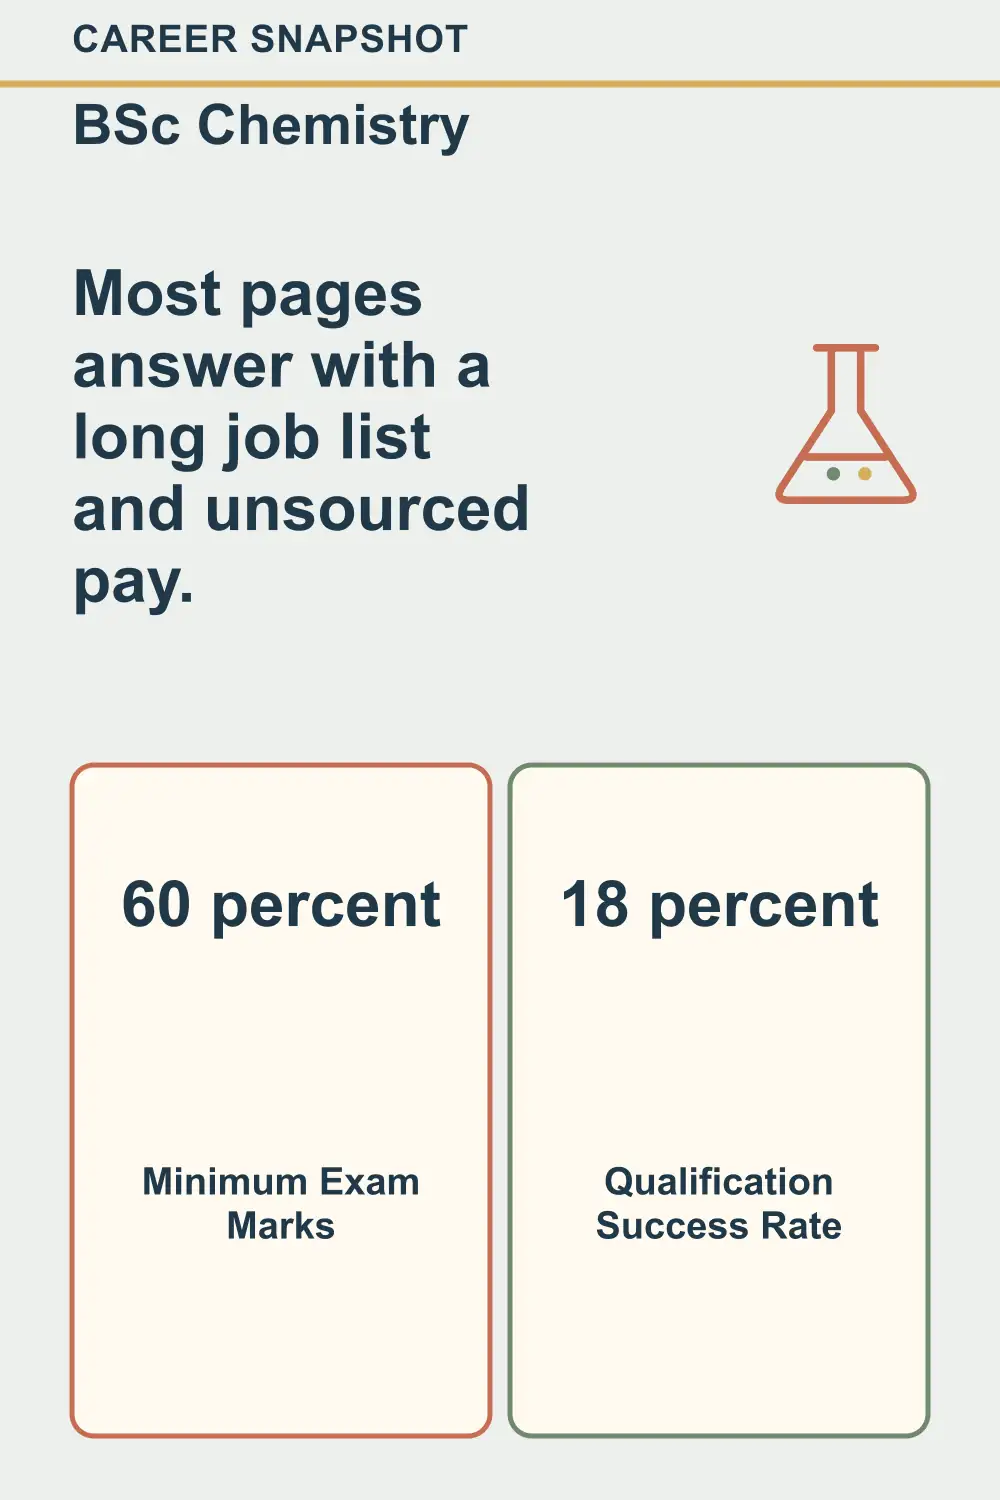 CAREER SNAPSHOT
BSc Chemistry
Most pages
answer with a
long job list
and unsourced
pay.
60 percent
Minimum Exam
Marks
18 percent
Qualification
Success Rate